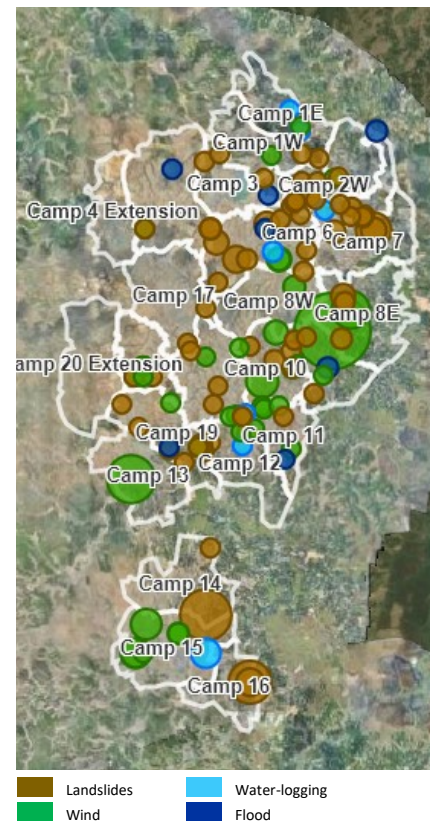 Camp 1E
Camp 1W
Camp 3
Camp 2W
Camp 4 Extension
Camp 6
Camp 7
Camp 17
Camp 8W
Camp 8E
amp 20 Extension
Camp 10
Camp 19
Camp 11
Camp 12
Camp 13
Camp 14
Camp 15
Camp 16
Landslides
Water-logging
Wind
Flood